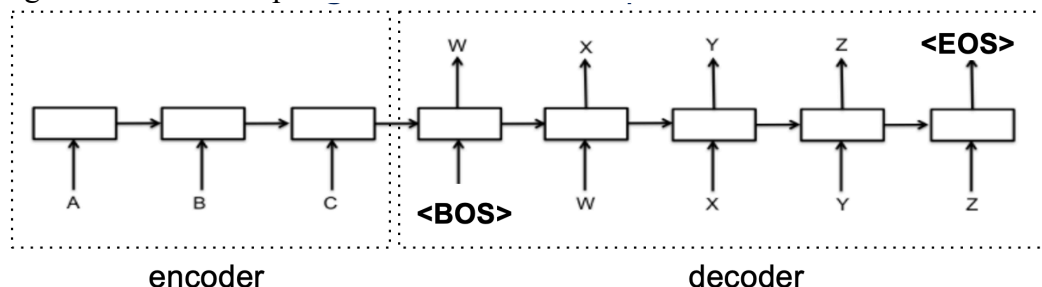 W X Y Z <EOS>
A B C <BOS> W X Y Z
encoder decoder